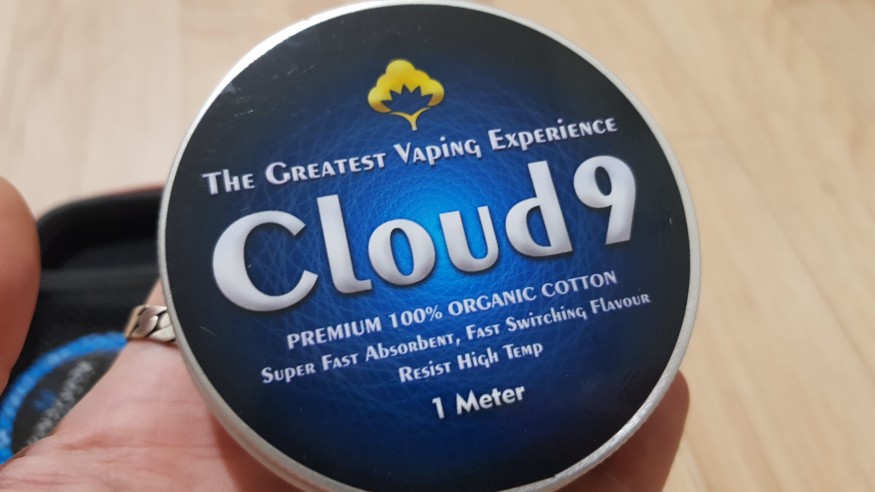 The Greatest Vaping Experience
Cloud9
PREMIUM 100% ORGANIC COTTON
Super Fast Absorbent, Fast Switching Flavour
Resist High Temp
1 Meter